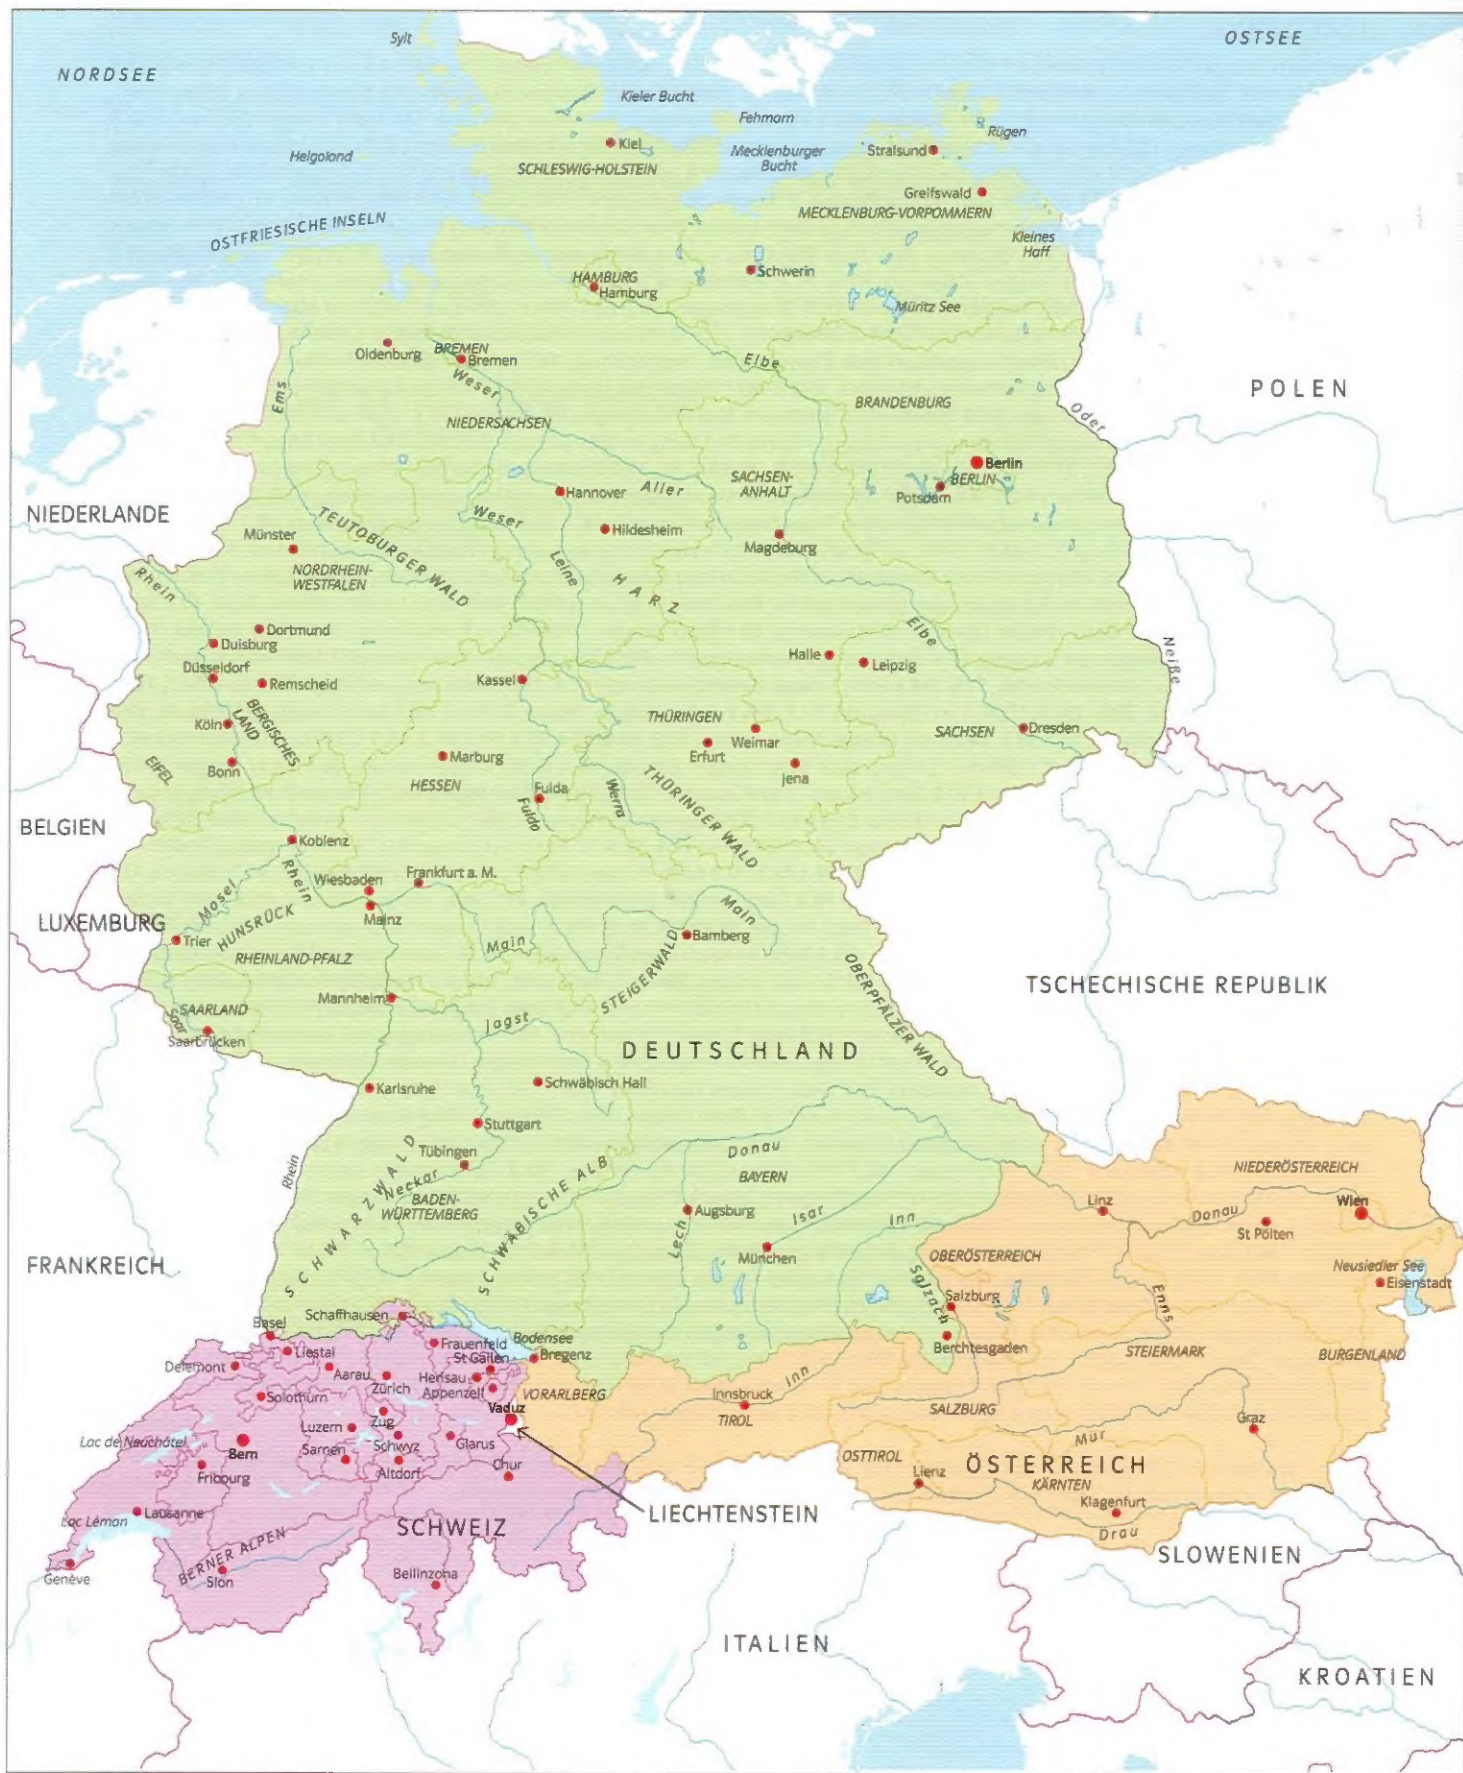 Sylt
OSTSEE
NORDSEE
Kieler Bucht
Fehmarn
Rügen
Kiel
Mecklenburger
Bucht
Stralsund
Helgoland
SCHLESWIG-HOLSTEIN
Greifswald
MECKLENBURG-VORPOMMERN
OSTFRIESISCHE INSELN
Kleines
Haff
HAMBURG
Hamburg
Schwerin
Müritz See
Oldenburg
BREMEN
Bremen
Elbe
Weser
Ems
BRANDENBURG
POLEN
Oder
NIEDERSACHSEN
Berlin
BERLIN
Potsdam
SACHSEN-
ANHALT
Aller
Hannover
NIEDERLANDE
TEUTOBURGER WALD
Weser
Hildesheim
Münster
Magdeburg
NORDRHEIN-
WESTFALEN
Rhein
Leine
HARZ
Dortmund
Duisburg
Elbe
Neiße
Halle
Leipzig
Düsseldorf
Remscheid
Kassel
Köln
BERGISCHES
LAND
THÜRINGEN
Weimar
Erfurt
SACHSEN
Dresden
EIFEL
Bonn
Marburg
HESSEN
Jena
Fulda
Fulda
Werra
THÜRINGER WALD
BELGIEN
Koblenz
Rhein
Wiesbaden
Frankfurt a. M.
Mosel
HUNSRÜCK
Mainz
Main
LUXEMBURG
Trier
Main
Bamberg
STEIGERWALD
RHEINLAND-PFALZ
OBERPFÄLZER WALD
TSCHECHISCHE REPUBLIK
Mannheim
SAARLAND
Saar
Saarbrücken
Jagst
DEUTSCHLAND
Karlsruhe
Schwäbisch Hall
Stuttgart
Tübingen
Rhein
SCHWARZWALD
Neckar
BADEN-
WÜRTTEMBERG
SCHWÄBISCHE ALB
Donau
BAYERN
NIEDERÖSTERREICH
Augsburg
Lech
Isar
Inn
Linz
Donau
Wien
St Pölten
München
FRANKREICH
OBERÖSTERREICH
Neusiedler See
Eisenstadt
Salzach
Salzburg
Enns
Schaffhausen
Basel
Frauenfeld
Bodensee
Bregenz
Berchtesgaden
STEIERMARK
BURGENLAND
Liestal
St Gallen
Delemont
Aarau
Zürich
Herisau
Appenzell
VORARLBERG
Inn
Innsbruck
TIROL
SALZBURG
Solothurn
Vaduz
Zug
Luzern
Graz
Mur
Lac de Neuchâtel
Bern
Sarnen
Schwyz
Glarus
Altdorf
Chur
Fribourg
OSTTIROL
ÖSTERREICH
Lienz
KÄRNTEN
Klagenfurt
Drau
LIECHTENSTEIN
Lausanne
Lac Léman
SCHWEIZ
BERNER ALPEN
Sion
Genève
Bellinzona
SLOWENIEN
ITALIEN
KROATIEN